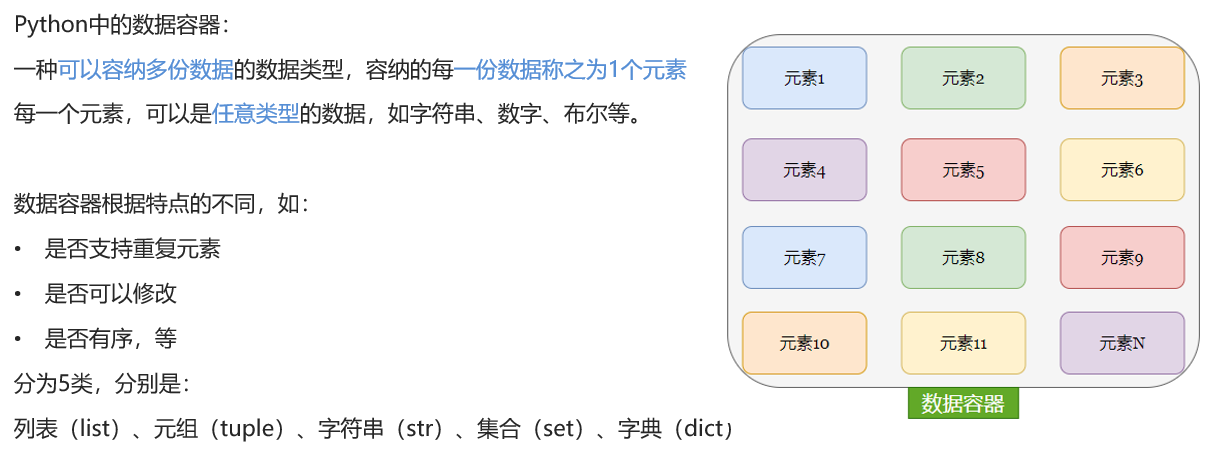 Python中的数据容器：
一种可以容纳多份数据的数据类型，容纳的每一份数据称之为1个元素
每一个元素，可以是任意类型的数据，如字符串、数字、布尔等。
数据容器根据特点的不同，如：
• 是否支持重复元素
• 是否可以修改
• 是否有序，等
分为5类，分别是：
列表（list）、元组（tuple）、字符串（str）、集合（set）、字典（dict）
元素1 元素2 元素3
元素4 元素5 元素6
元素7 元素8 元素9
元素10 元素11 元素N
数据容器